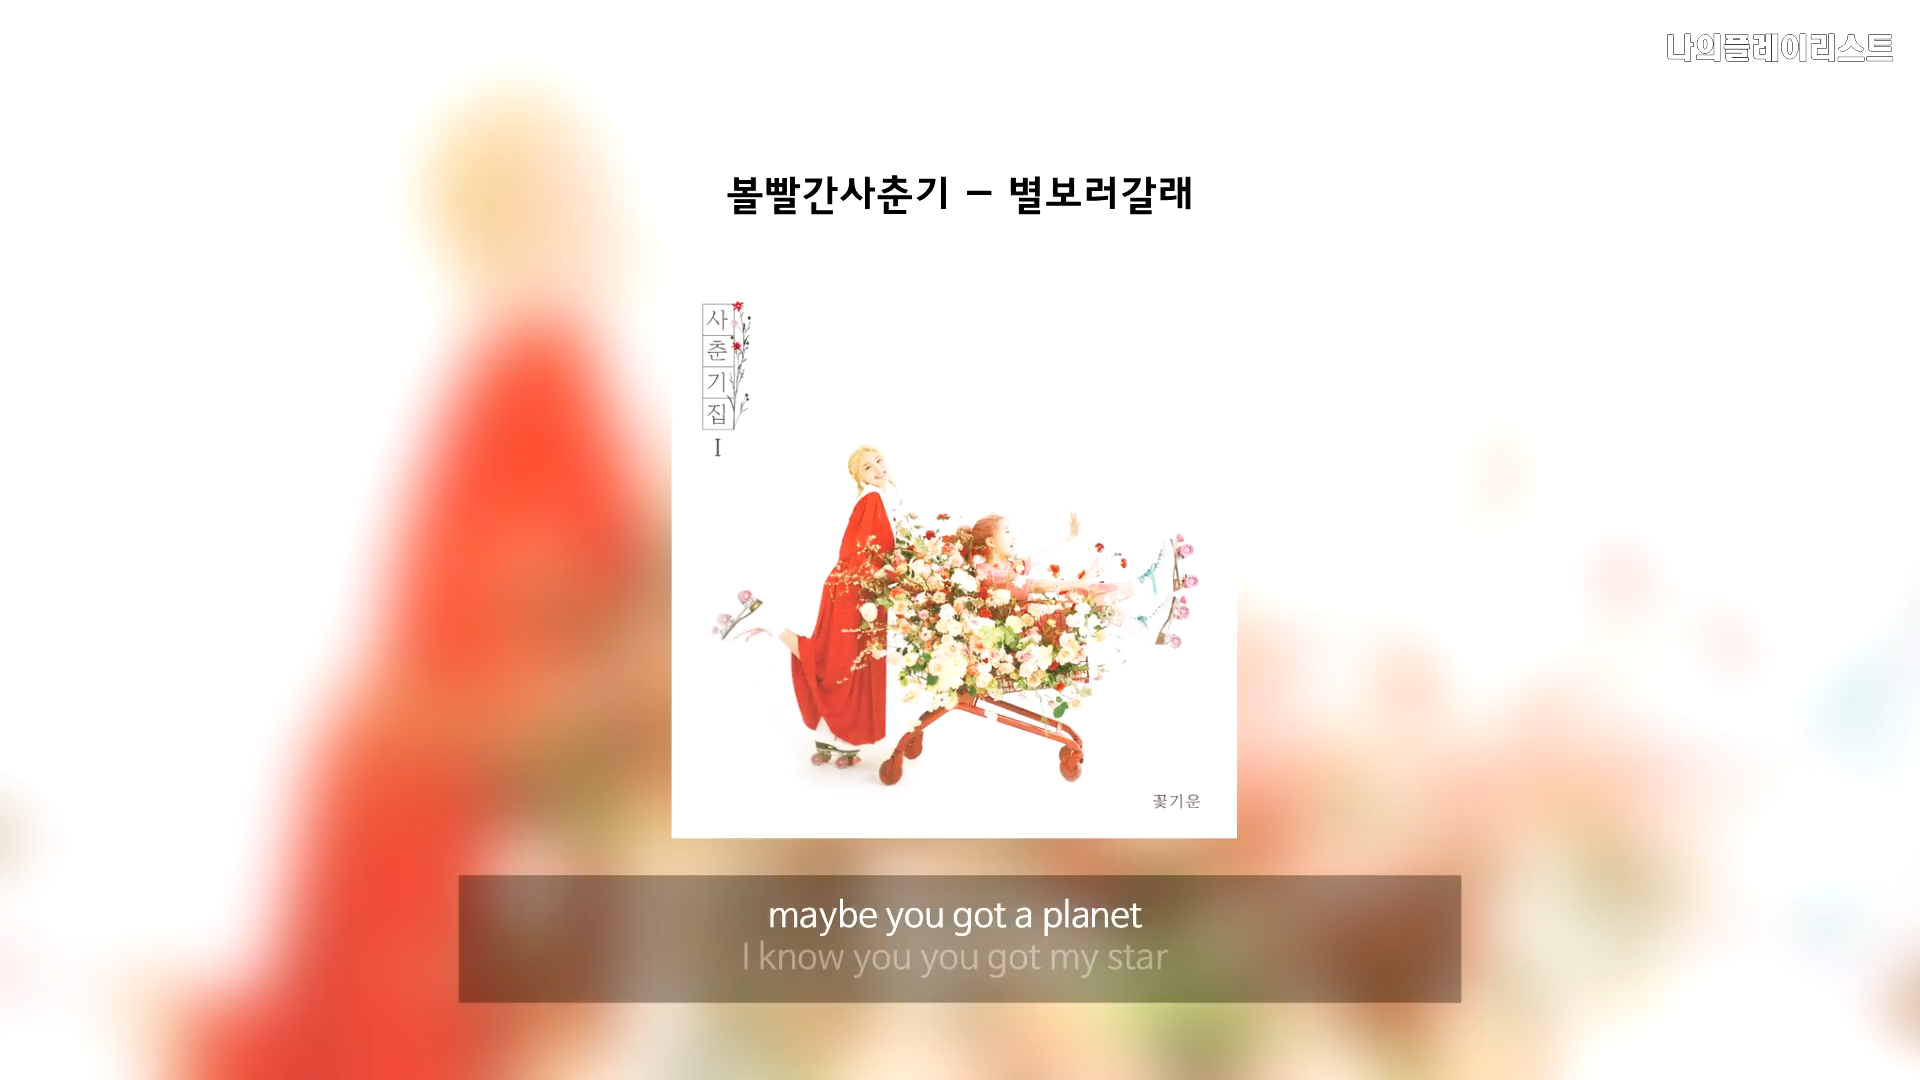 나의플레이리스트
볼빨간사춘기 – 별보러갈래
사
춘
기
집
I
꽃기운
maybe you got a planet
I know you you got my star